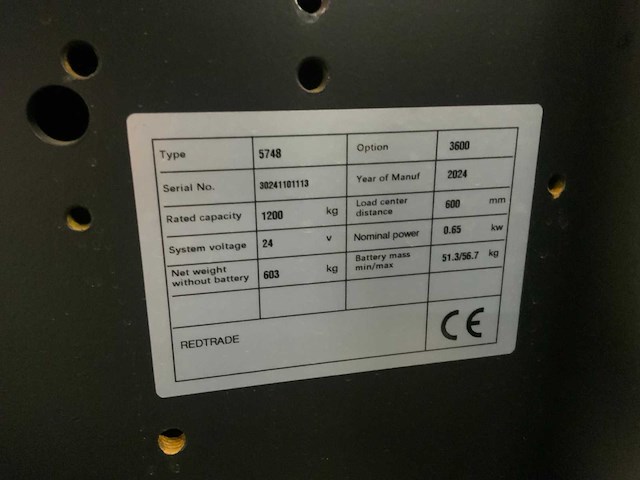 Type 5748 Option 3600
Serial No. 30241101113 Year of Manuf 2024
Rated capacity 1200 kg Load center distance 600 mm
System voltage 24 v Nominal power 0.65 kw
Net weight without battery 603 kg Battery mass min/max 51.3/56.7 kg
REDTRADE CE